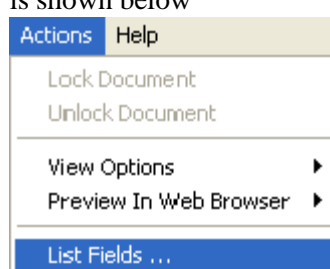 is shown below
Actions Help
Lock Document
Unlock Document
View Options
Preview In Web Browser
List Fields ...